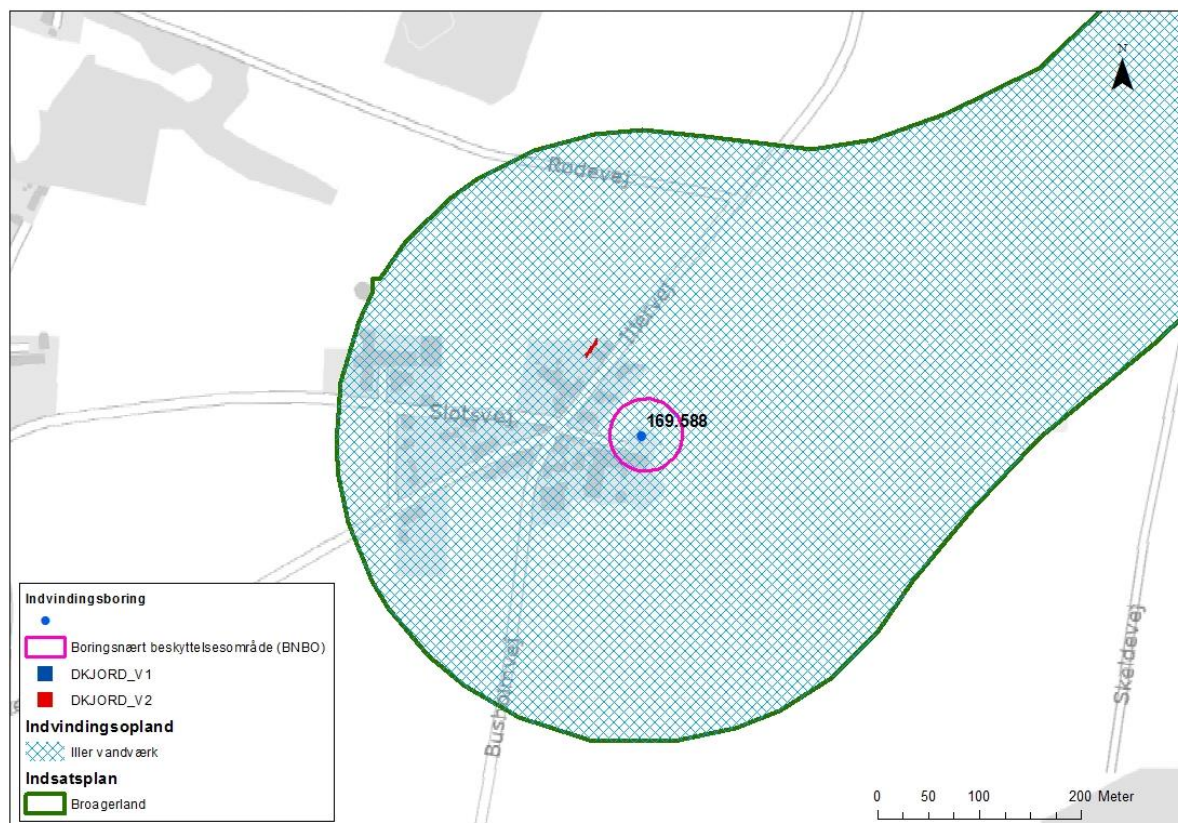 N
Rødevej
Illervej
Slotsvej
169.588
Busholmvej
Skeldevej
Indvindingsboring
Boringsnært beskyttelsesområde (BNBO)
DKJORD_V1
DKJORD_V2
Indvindingsopland
Iller vandværk
Indsatsplan
Broagerland
0 50 100 200 Meter